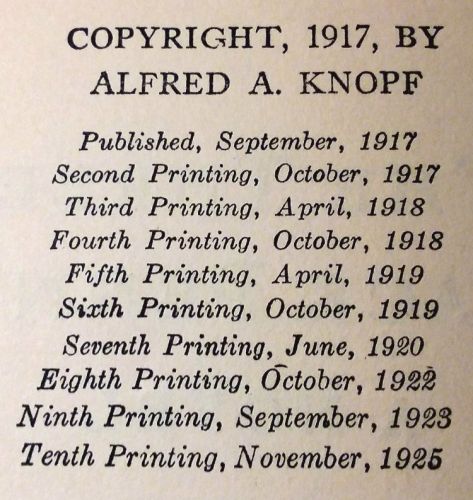 COPYRIGHT, 1917, BY
ALFRED A. KNOPF
Published, September, 1917
Second Printing, October, 1917
Third Printing, April, 1918
Fourth Printing, October, 1918
Fifth Printing, April, 1919
Sixth Printing, October, 1919
Seventh Printing, June, 1920
Eighth Printing, October, 1922
Ninth Printing, September, 1923
Tenth Printing, November, 1925